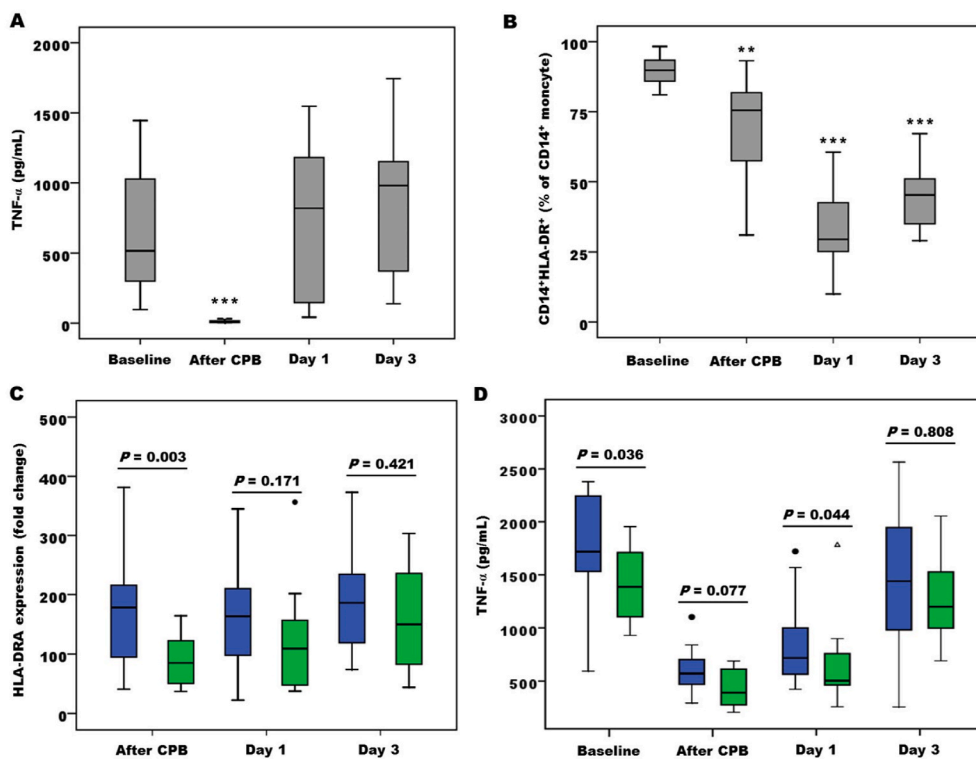 A
2000
1500
1000
500
0
TNF-α (pg/mL)
***
Baseline
After CPB
Day 1
Day 3
B
100
75
50
25
0
CD14⁺HLA-DR⁺ (% of CD14⁺ moncyte)
**
***
***
Baseline
After CPB
Day 1
Day 3
C
500
400
300
200
100
0
HLA-DRA expression (fold change)
P = 0.003
P = 0.171
P = 0.421
After CPB
Day 1
Day 3
D
3000
2500
2000
1500
1000
500
TNF-α (pg/mL)
P = 0.036
P = 0.077
P = 0.044
P = 0.808
Baseline
After CPB
Day 1
Day 3